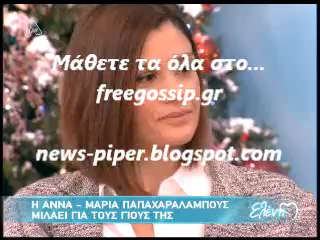 Μάθετε τα όλα στο...
freegossip.gr
news-piper.blogspot.com
Η ΑΝΝΑ - ΜΑΡΙΑ ΠΑΠΑΧΑΡΑΛΑΜΠΟΥΣ
ΜΙΛΑΕΙ ΓΙΑ ΤΟΥΣ ΓΙΟΥΣ ΤΗΣ
Ελένη